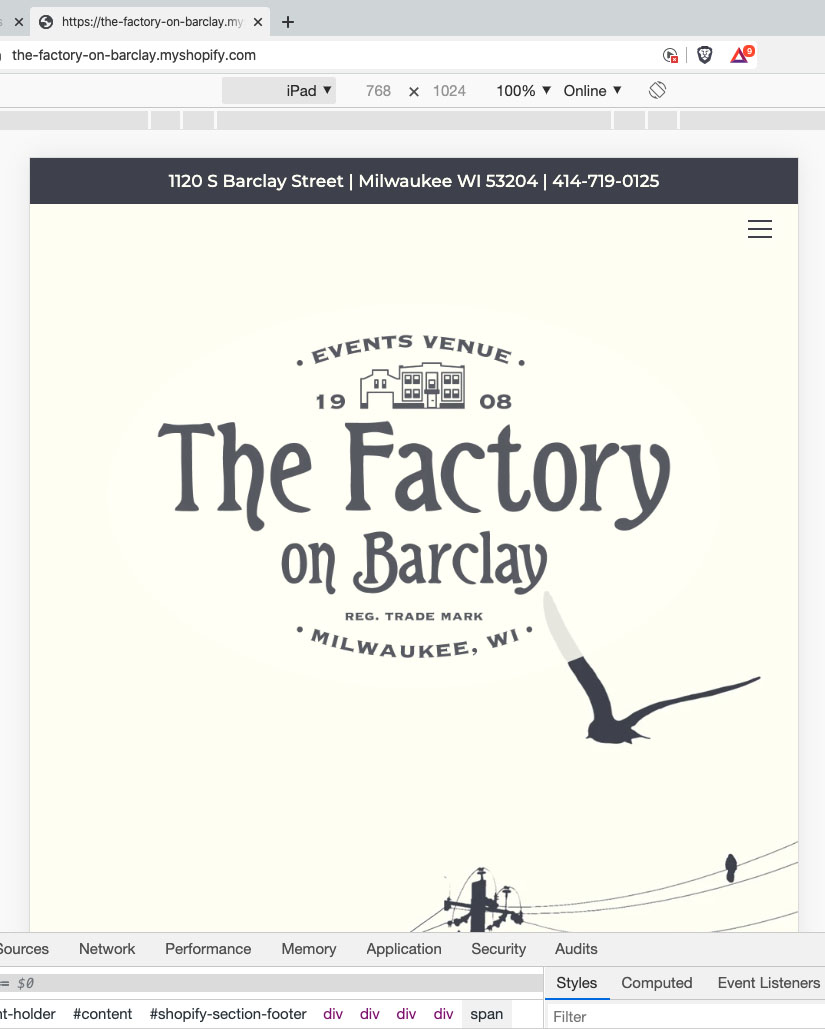 https://the-factory-on-barclay.my
the-factory-on-barclay.myshopify.com
9
iPad ▼ 768 × 1024 100% ▼ Online ▼
1120 S Barclay Street | Milwaukee WI 53204 | 414-719-0125
• EVENTS VENUE •
19 08
The Factory
on Barclay
REG. TRADE MARK
• MILWAUKEE, WI •
Sources Network Performance Memory Application Security Audits
== $0
Styles Computed Event Listeners
nt-holder #content #shopify-section-footer div div div div span
Filter